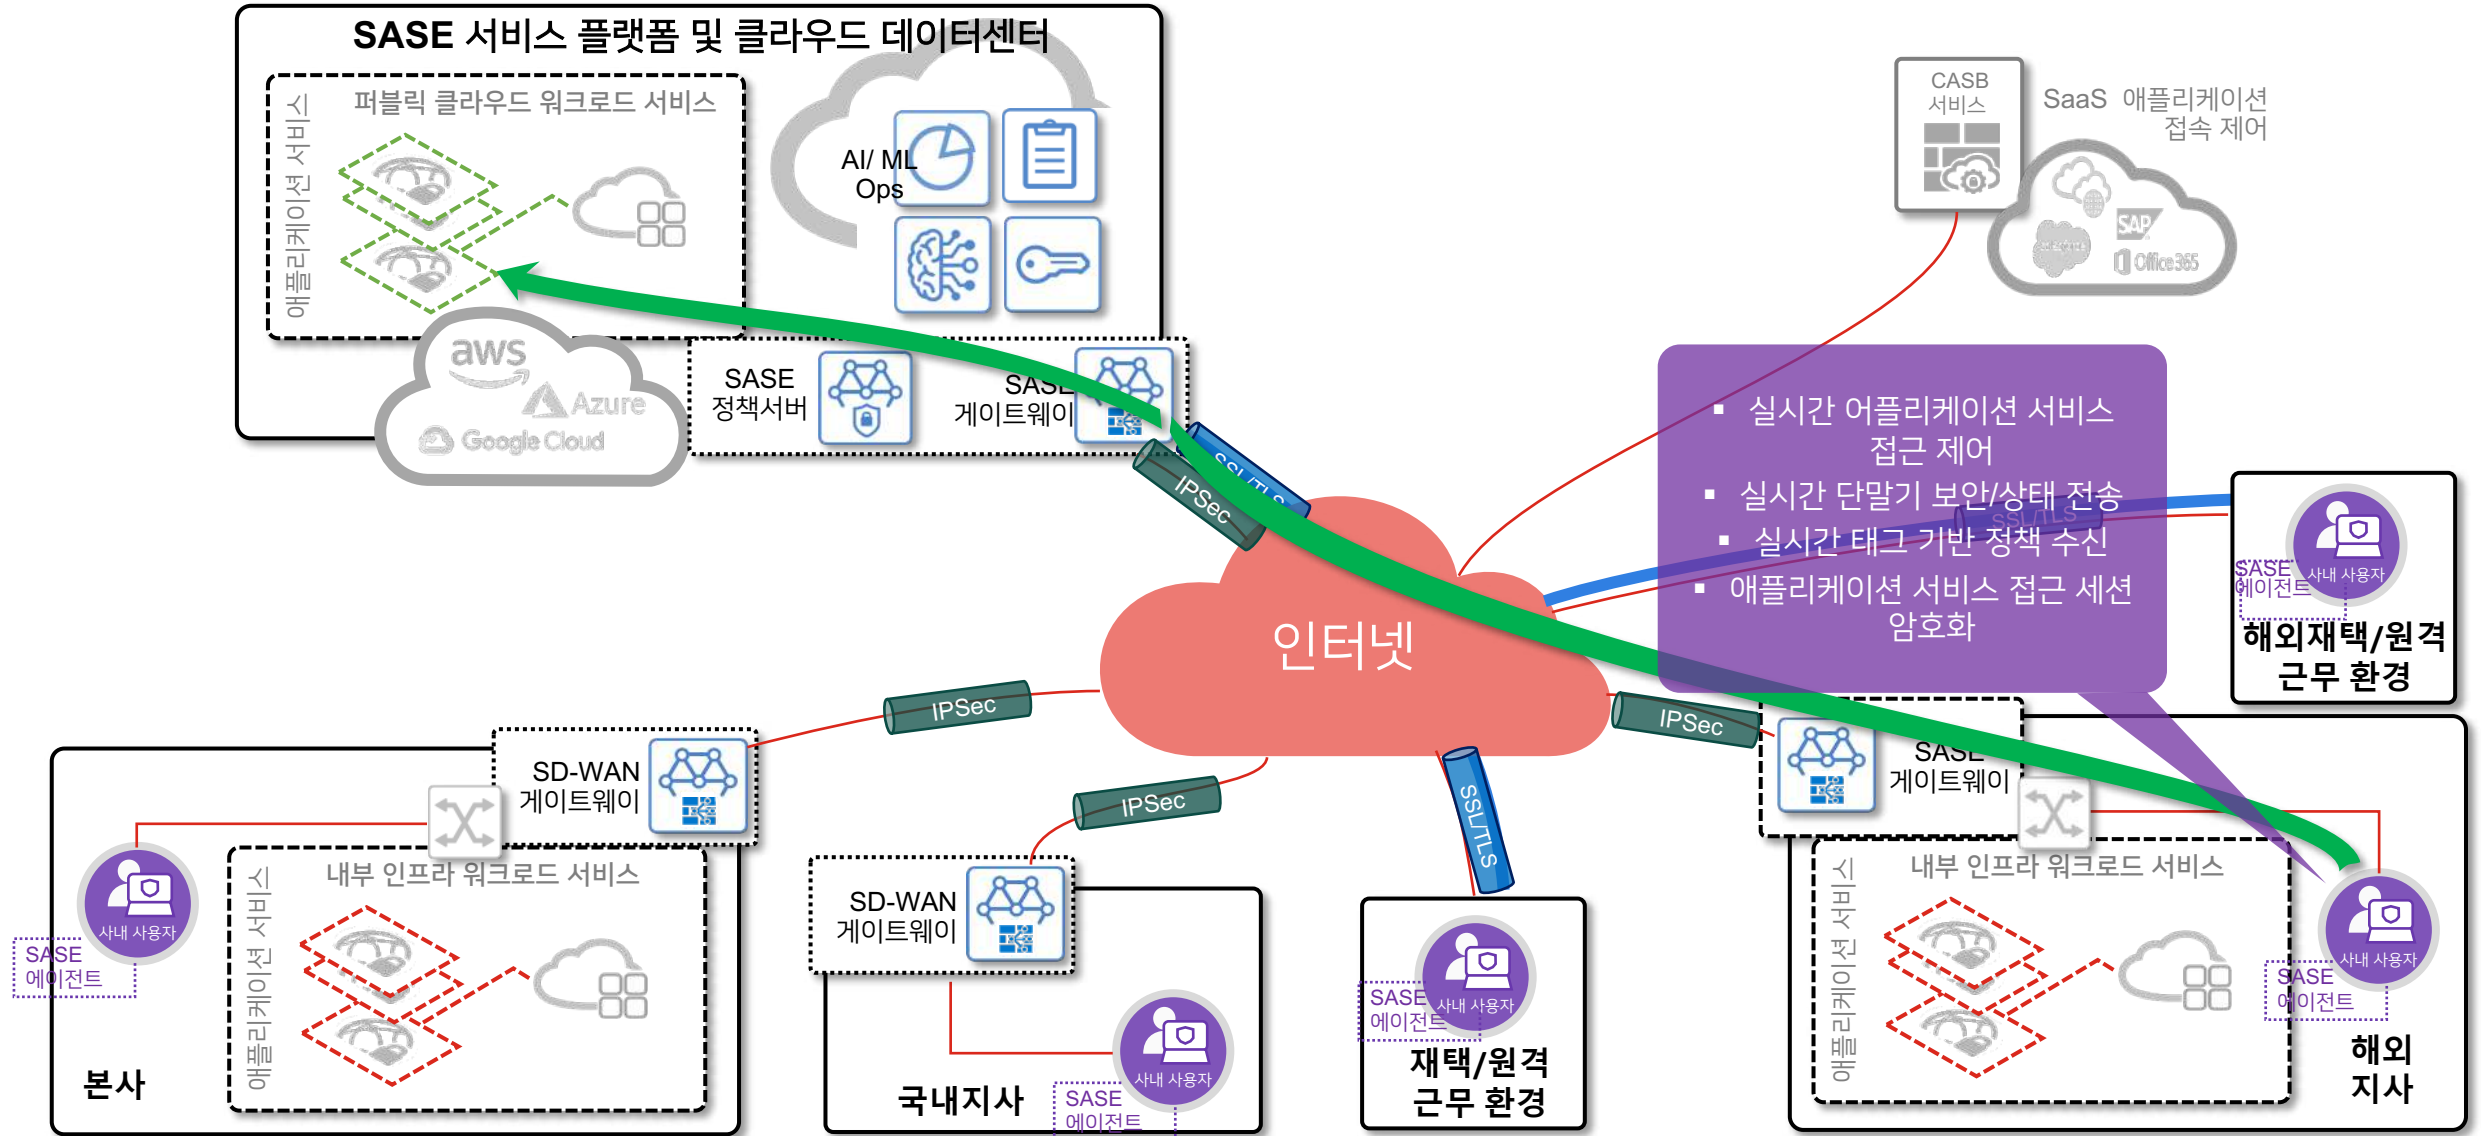 SASE 서비스 플랫폼 및 클라우드 데이터센터
애플리케이션 서비스
퍼블릭 클라우드 워크로드 서비스
AI/ ML
Ops
aws
Azure
Google Cloud
SASE
정책서버
SASE
게이트웨이
CASB
서비스
SaaS 애플리케이션
접속 제어
SAP
Office 365
SSL/TLS
IPSec
▪ 실시간 어플리케이션 서비스
접근 제어
▪ 실시간 단말기 보안/상태 전송
▪ 실시간 태그 기반 정책 수신
▪ 애플리케이션 서비스 접근 세션
암호화
SSL/TLS
사내 사용자
SASE
에이전트
해외재택/원격
근무 환경
인터넷
IPSec
IPSec
IPSec
SSL/TLS
SD-WAN
게이트웨이
애플리케이션 서비스
내부 인프라 워크로드 서비스
사내 사용자
SASE
에이전트
본사
SD-WAN
게이트웨이
사내 사용자
SASE
에이전트
국내지사
사내 사용자
SASE
에이전트
재택/원격
근무 환경
SASE
게이트웨이
애플리케이션 서비스
내부 인프라 워크로드 서비스
사내 사용자
SASE
에이전트
해외
지사